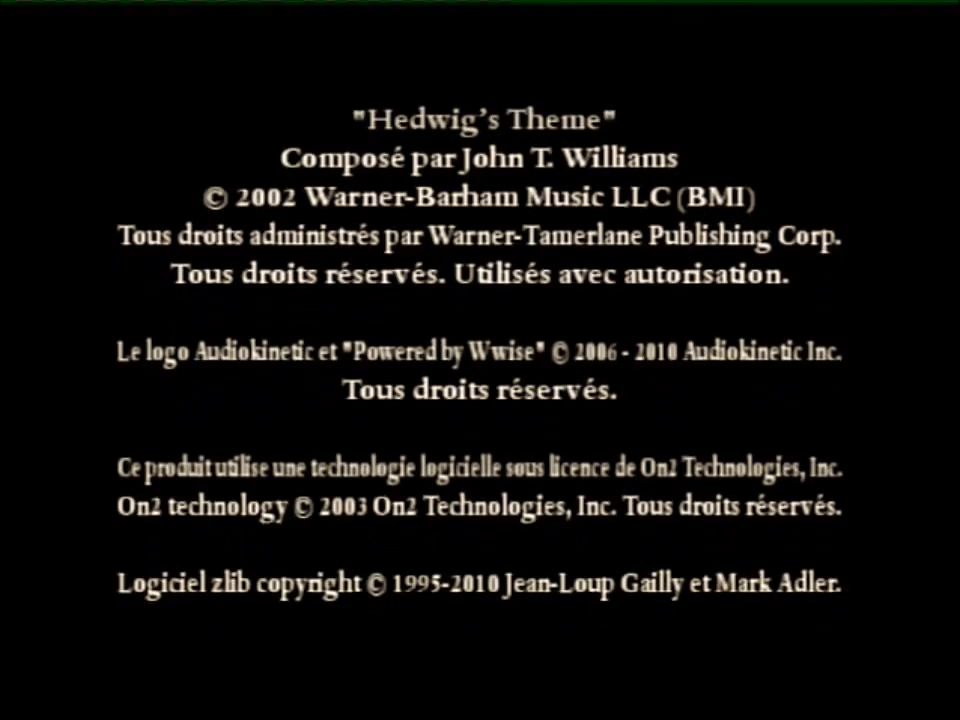 "Hedwig's Theme"
Composé par John T. Williams
© 2002 Warner-Barham Music LLC (BMI)
Tous droits administrés par Warner-Tamerlane Publishing Corp.
Tous droits réservés. Utilisés avec autorisation.
Le logo Audiokinetic et "Powered by Wwise" © 2006 - 2010 Audiokinetic Inc.
Tous droits réservés.
Ce produit utilise une technologie logicielle sous licence de On2 Technologies, Inc.
On2 technology © 2003 On2 Technologies, Inc. Tous droits réservés.
Logiciel zlib copyright © 1995-2010 Jean-Loup Gailly et Mark Adler.